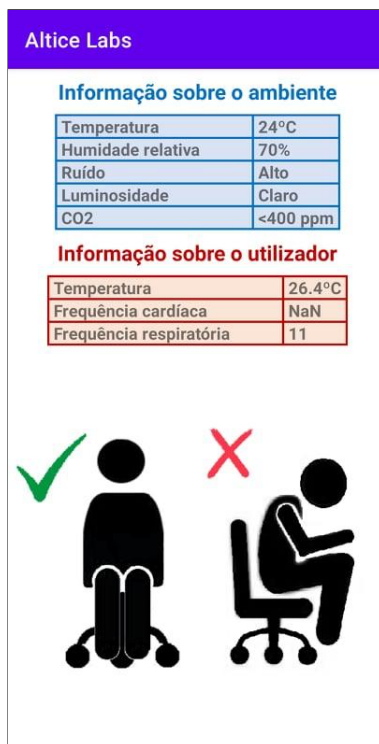 Altice Labs
Informação sobre o ambiente
Temperatura 24ºC
Humidade relativa 70%
Ruído Alto
Luminosidade Claro
CO2 <400 ppm
Informação sobre o utilizador
Temperatura 26.4ºC
Frequência cardíaca NaN
Frequência respiratória 11